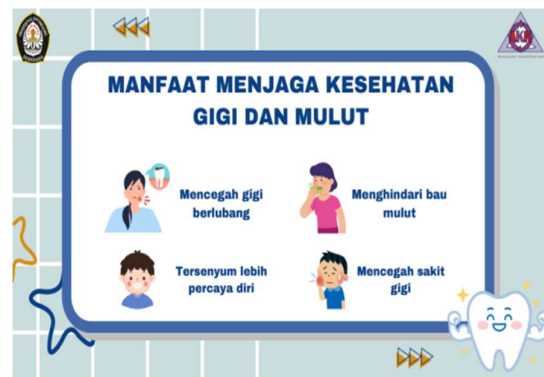 MANFAAT MENJAGA KESEHATAN
GIGI DAN MULUT
Mencegah gigi
berlubang
Menghindari bau
mulut
Tersenyum lebih
percaya diri
Mencegah sakit
gigi